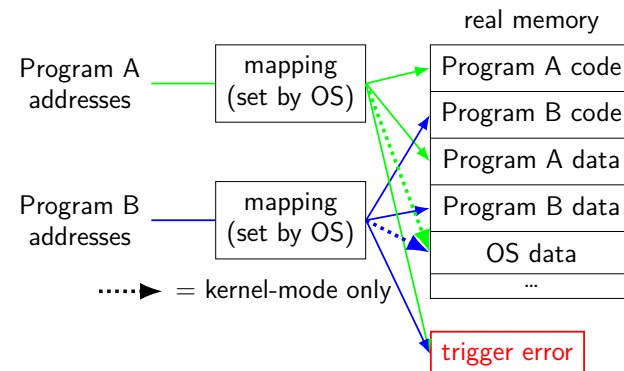 real memory
Program A
addresses
mapping
(set by OS)
Program A code
Program B code
Program A data
Program B
addresses
mapping
(set by OS)
Program B data
OS data
...
= kernel-mode only
trigger error